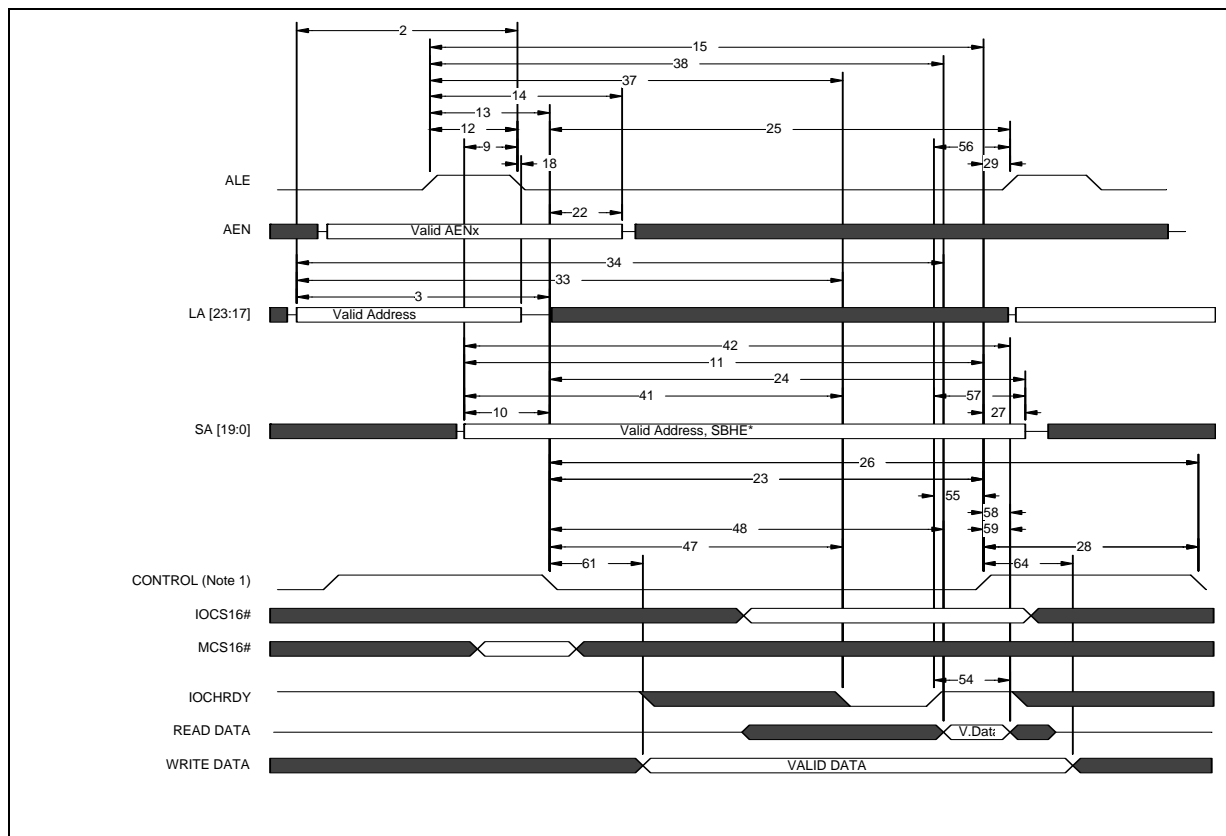 2
15
38
37
14
13
12
25
9
56
18
29
ALE
22
AEN
Valid AENx
34
33
3
LA [23:17]
Valid Address
42
11
24
41
57
10
27
SA [19:0]
Valid Address, SBHE*
26
23
55
58
48
59
47
28
61
64
CONTROL (Note 1)
IOCS16#
MCS16#
54
IOCHRDY
READ DATA
V.Data
WRITE DATA
VALID DATA